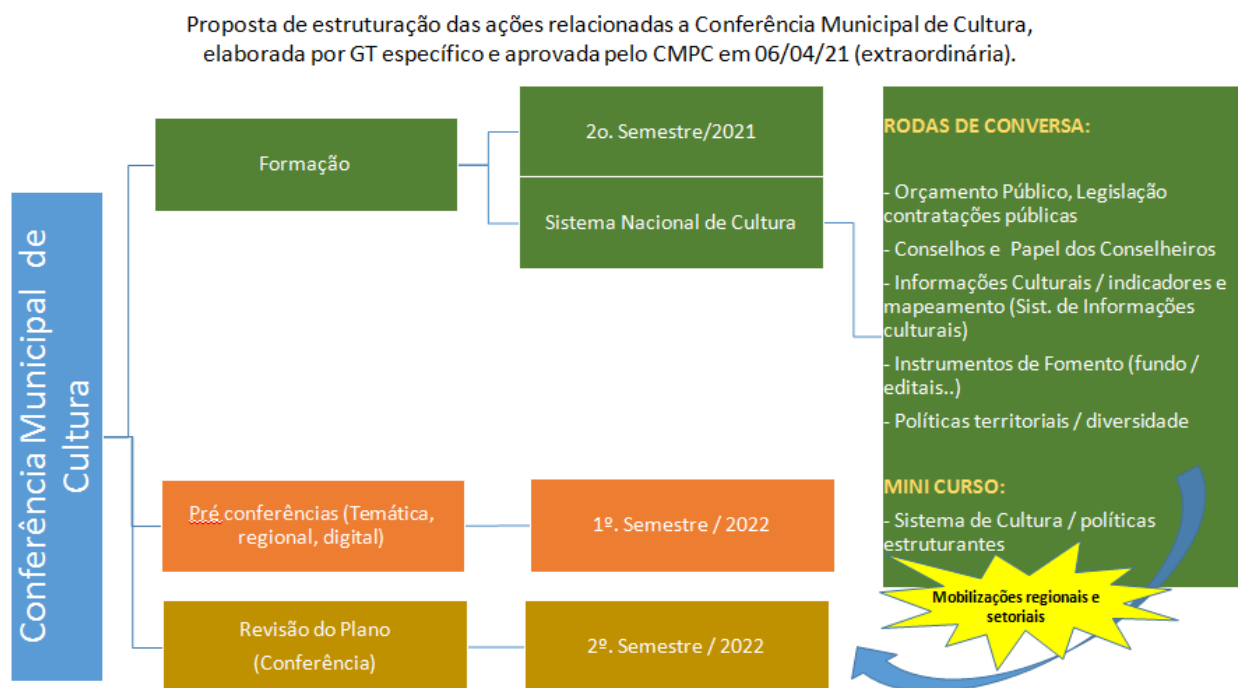 Proposta de estruturação das ações relacionadas a Conferência Municipal de Cultura,
elaborada por GT específico e aprovada pelo CMPC em 06/04/21 (extraordinária).
Conferência Municipal de
Cultura
Formação
2o. Semestre/2021
Sistema Nacional de Cultura
RODAS DE CONVERSA:
- Orçamento Público, Legislação
contratações públicas
- Conselhos e Papel dos Conselheiros
- Informações Culturais / indicadores e
mapeamento (Sist. de Informações
culturais)
- Instrumentos de Fomento (fundo /
editais..)
- Políticas territoriais / diversidade
MINI CURSO:
- Sistema de Cultura / políticas
estruturantes
Mobilizações regionais e
setoriais
Pré conferências (Temática,
regional, digital)
1º. Semestre / 2022
Revisão do Plano
(Conferência)
2º. Semestre / 2022